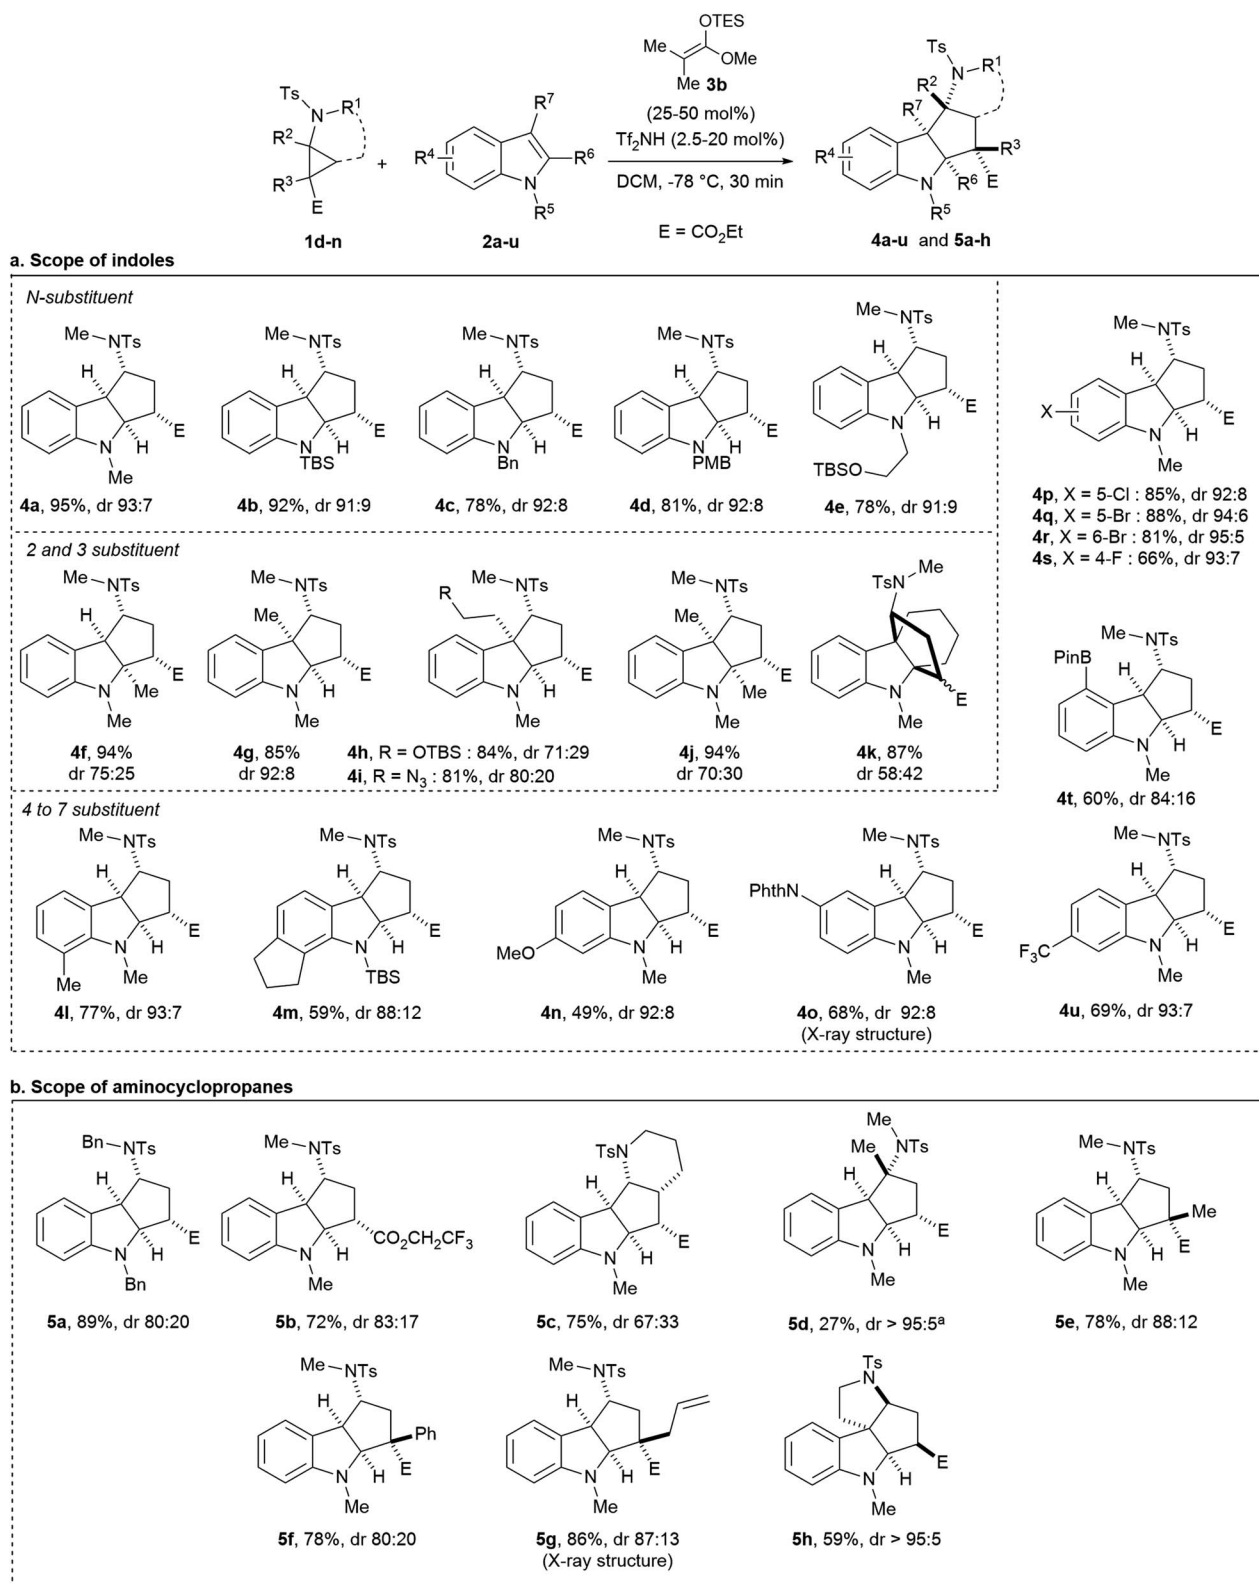 OTES
Me
OMe
Me 3b
(25-50 mol%)
Tf2NH (2.5-20 mol%)
DCM, -78 °C, 30 min
E = CO2Et
Ts
N
R1
R2
R3
E
1d-n
+
R4
R7
R6
N
R5
2a-u
Ts
N
R1
R2
R7
R3
R4
N
R6
E
R5
4a-u and 5a-h
a. Scope of indoles
N-substituent
Me
NTs
H
E
N
H
Me
4a, 95%, dr 93:7
Me
NTs
H
E
N
H
TBS
4b, 92%, dr 91:9
Me
NTs
H
E
N
H
Bn
4c, 78%, dr 92:8
Me
NTs
H
E
N
H
PMB
4d, 81%, dr 92:8
Me
NTs
H
E
N
H
TBSO
4e, 78%, dr 91:9
Me
NTs
H
X
E
N
H
Me
4p, X = 5-Cl : 85%, dr 92:8
4q, X = 5-Br : 88%, dr 94:6
4r, X = 6-Br : 81%, dr 95:5
4s, X = 4-F : 66%, dr 93:7
2 and 3 substituent
Me
NTs
H
E
N
Me
Me
4f, 94%
dr 75:25
Me
NTs
Me
E
N
H
Me
4g, 85%
dr 92:8
Me
NTs
R
E
N
H
Me
4h, R = OTBS : 84%, dr 71:29
4i, R = N3 : 81%, dr 80:20
Me
NTs
Me
E
N
Me
Me
4j, 94%
dr 70:30
TsN
Me
N
E
Me
4k, 87%
dr 58:42
Me
NTs
PinB
H
E
N
H
Me
4t, 60%, dr 84:16
4 to 7 substituent
Me
NTs
H
E
N
H
Me
Me
4l, 77%, dr 93:7
Me
NTs
H
E
N
H
TBS
4m, 59%, dr 88:12
Me
NTs
H
E
MeO
N
H
Me
4n, 49%, dr 92:8
Me
NTs
PhthN
H
E
N
H
Me
4o, 68%, dr 92:8
(X-ray structure)
Me
NTs
H
E
F3C
N
H
Me
4u, 69%, dr 93:7
b. Scope of aminocyclopropanes
Bn
NTs
H
E
N
H
Bn
5a, 89%, dr 80:20
Me
NTs
H
CO2CH2CF3
N
H
Me
5b, 72%, dr 83:17
TsN
H
E
N
H
Me
5c, 75%, dr 67:33
Me
Me
NTs
H
E
N
H
Me
5d, 27%, dr > 95:5a
Me
NTs
H
Me
E
N
H
Me
5e, 78%, dr 88:12
Me
NTs
H
Ph
E
N
H
Me
5f, 78%, dr 80:20
Me
NTs
H
E
N
H
Me
5g, 86%, dr 87:13
(X-ray structure)
Ts
N
E
N
H
Me
5h, 59%, dr > 95:5